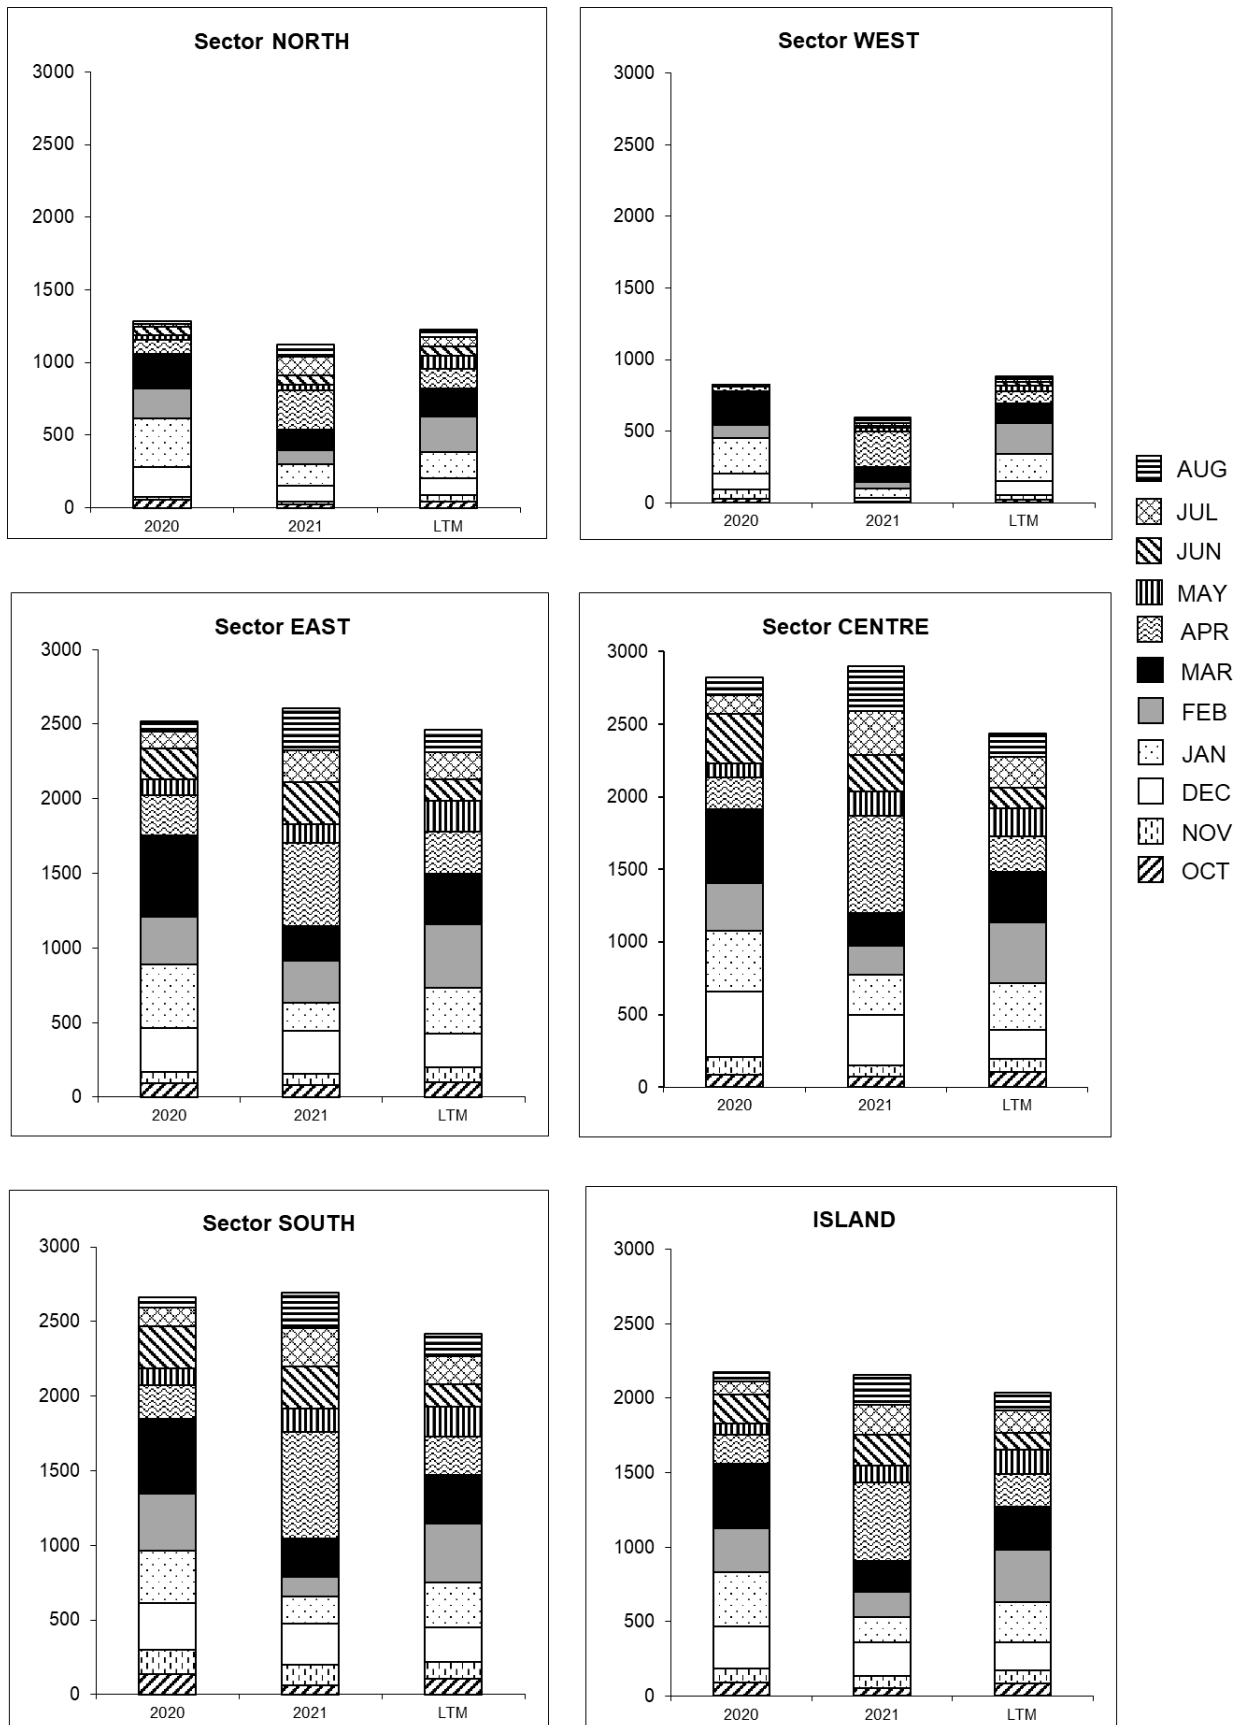 Sector NORTH
3000
2500
2000
1500
1000
500
0
2020 2021 LTM
Sector WEST
3000
2500
2000
1500
1000
500
0
2020 2021 LTM
AUG
JUL
JUN
MAY
APR
MAR
FEB
JAN
DEC
NOV
OCT
Sector EAST
3000
2500
2000
1500
1000
500
0
2020 2021 LTM
Sector CENTRE
3000
2500
2000
1500
1000
500
0
2020 2021 LTM
Sector SOUTH
3000
2500
2000
1500
1000
500
0
2020 2021 LTM
ISLAND
3000
2500
2000
1500
1000
500
0
2020 2021 LTM